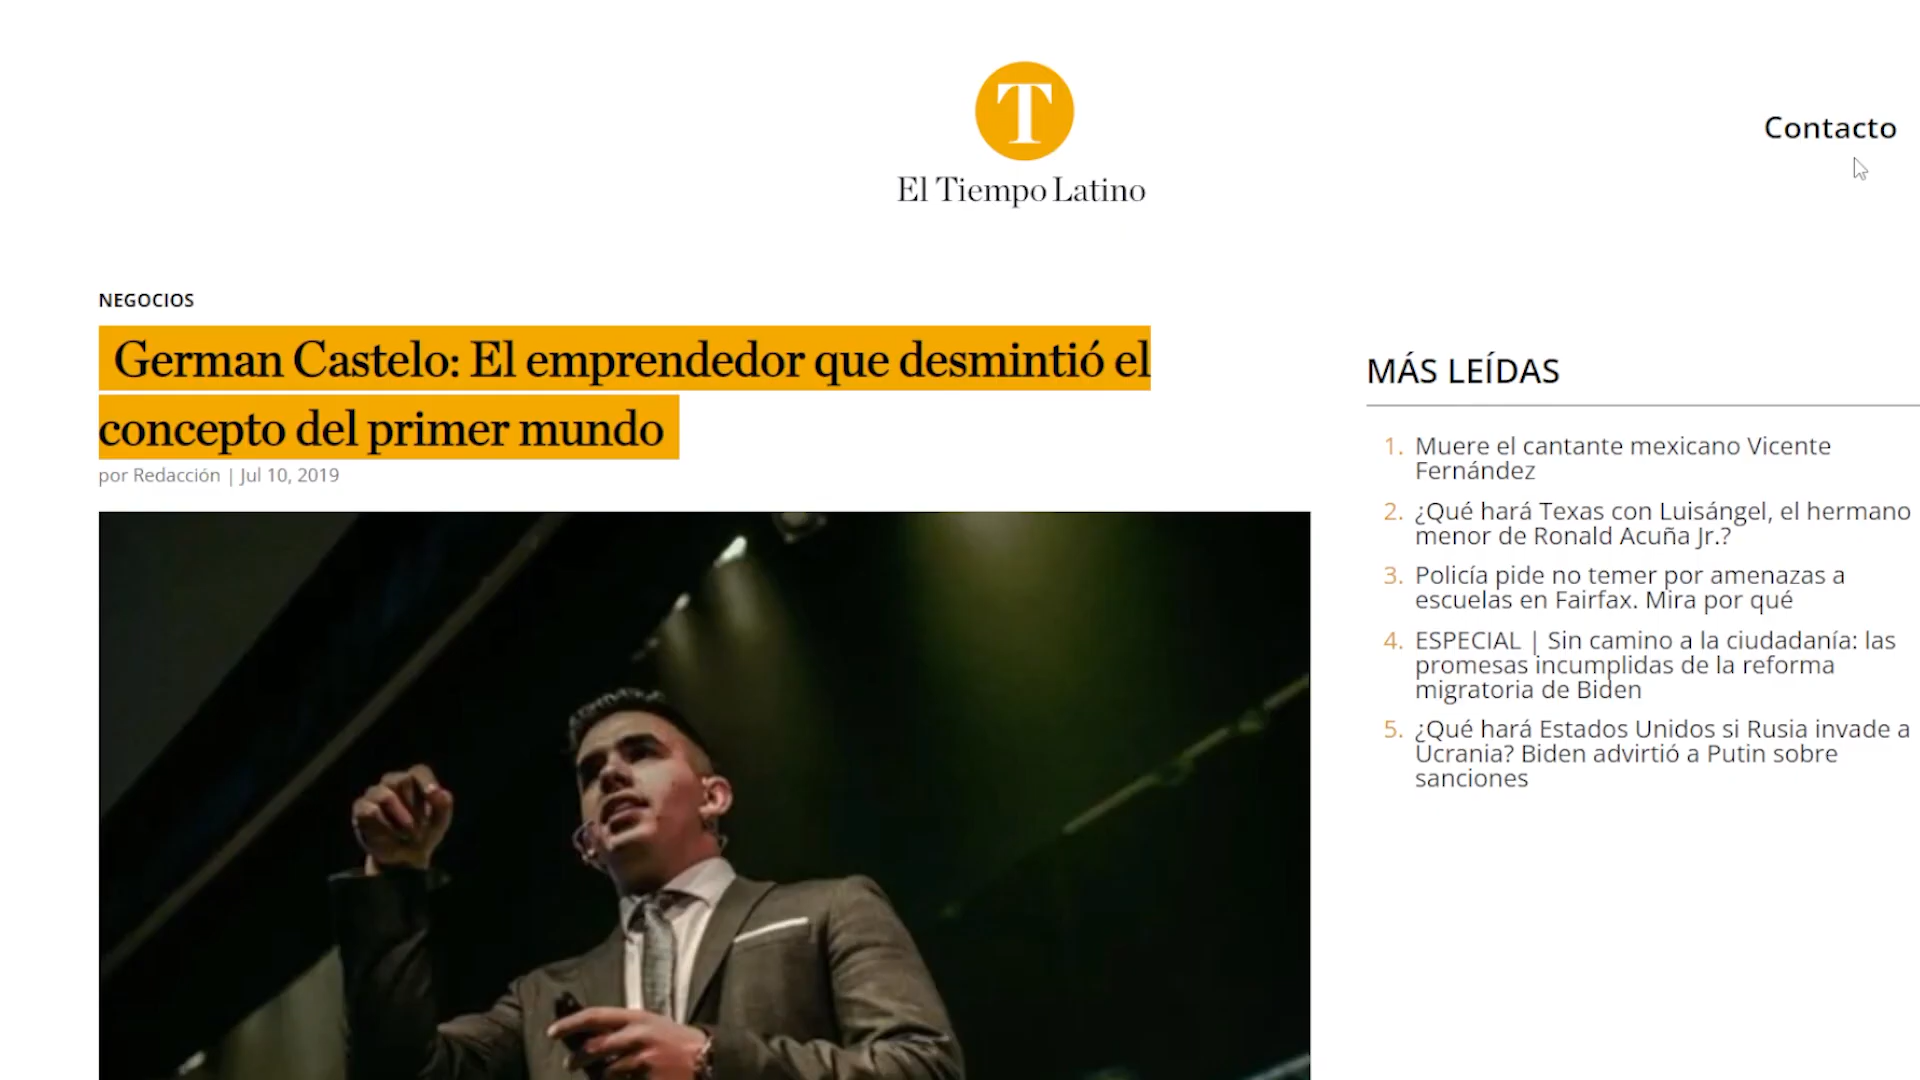 T
El Tiempo Latino
Contacto
NEGOCIOS
German Castelo: El emprendedor que desmintió el
concepto del primer mundo
por Redacción | Jul 10, 2019
MÁS LEÍDAS
1. Muere el cantante mexicano Vicente
Fernández
2. ¿Qué hará Texas con Luisángel, el hermano
menor de Ronald Acuña Jr.?
3. Policía pide no temer por amenazas a
escuelas en Fairfax. Mira por qué
4. ESPECIAL | Sin camino a la ciudadanía: las
promesas incumplidas de la reforma
migratoria de Biden
5. ¿Qué hará Estados Unidos si Rusia invade a
Ucrania? Biden advirtió a Putin sobre
sanciones